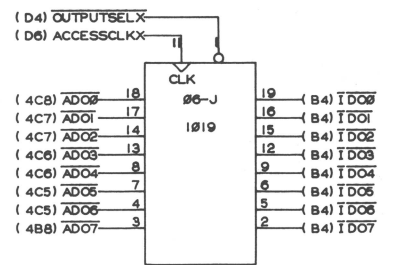 ( D4) OUTPUTSELX 1
( D6) ACCESSCLKX 11
CLK
( 4C8) ADO0 18 06-J 19 ( B4) IDO0
( 4C7) ADO1 17 1019 16 ( B4) IDO1
( 4C7) ADO2 14 15 ( B4) IDO2
( 4C6) ADO3 13 12 ( B4) IDO3
( 4C6) ADO4 8 9 ( B4) IDO4
( 4C5) ADO5 7 6 ( B4) IDO5
( 4C5) ADO6 4 5 ( B4) IDO6
( 4B8) ADO7 3 2 ( B4) IDO7